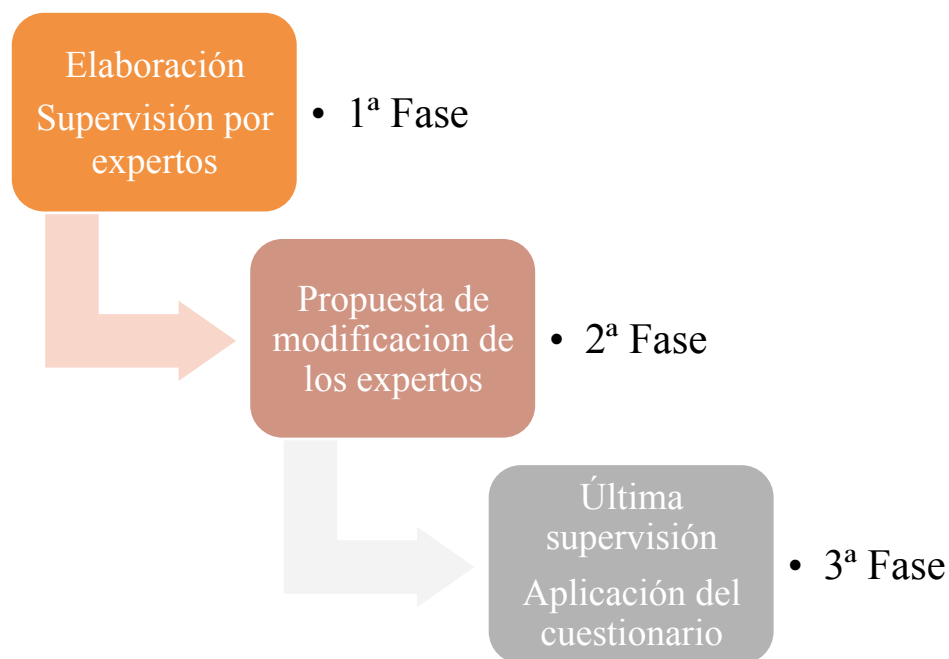 Elaboración
Supervisión por
expertos
• 1ª Fase
Propuesta de
modificacion de
los expertos
• 2ª Fase
Última
supervisión
Aplicación del
cuestionario
• 3ª Fase